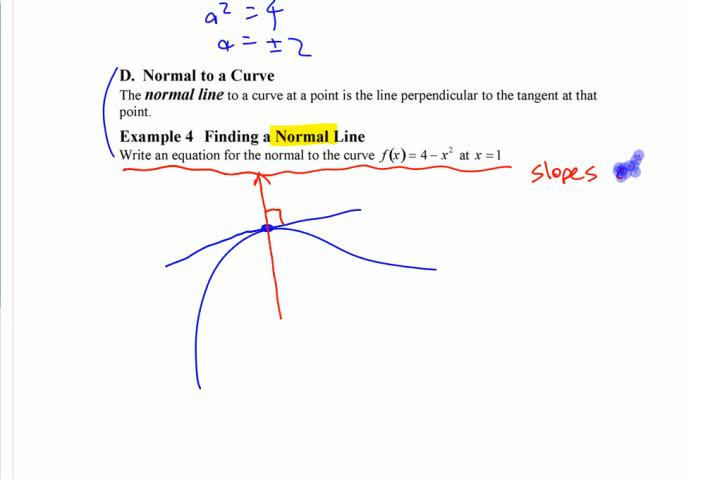 a² = 4
a = ± 2
D. Normal to a Curve
The normal line to a curve at a point is the line perpendicular to the tangent at that
point.
Example 4 Finding a Normal Line
Write an equation for the normal to the curve f(x) = 4 − x² at x = 1
slopes